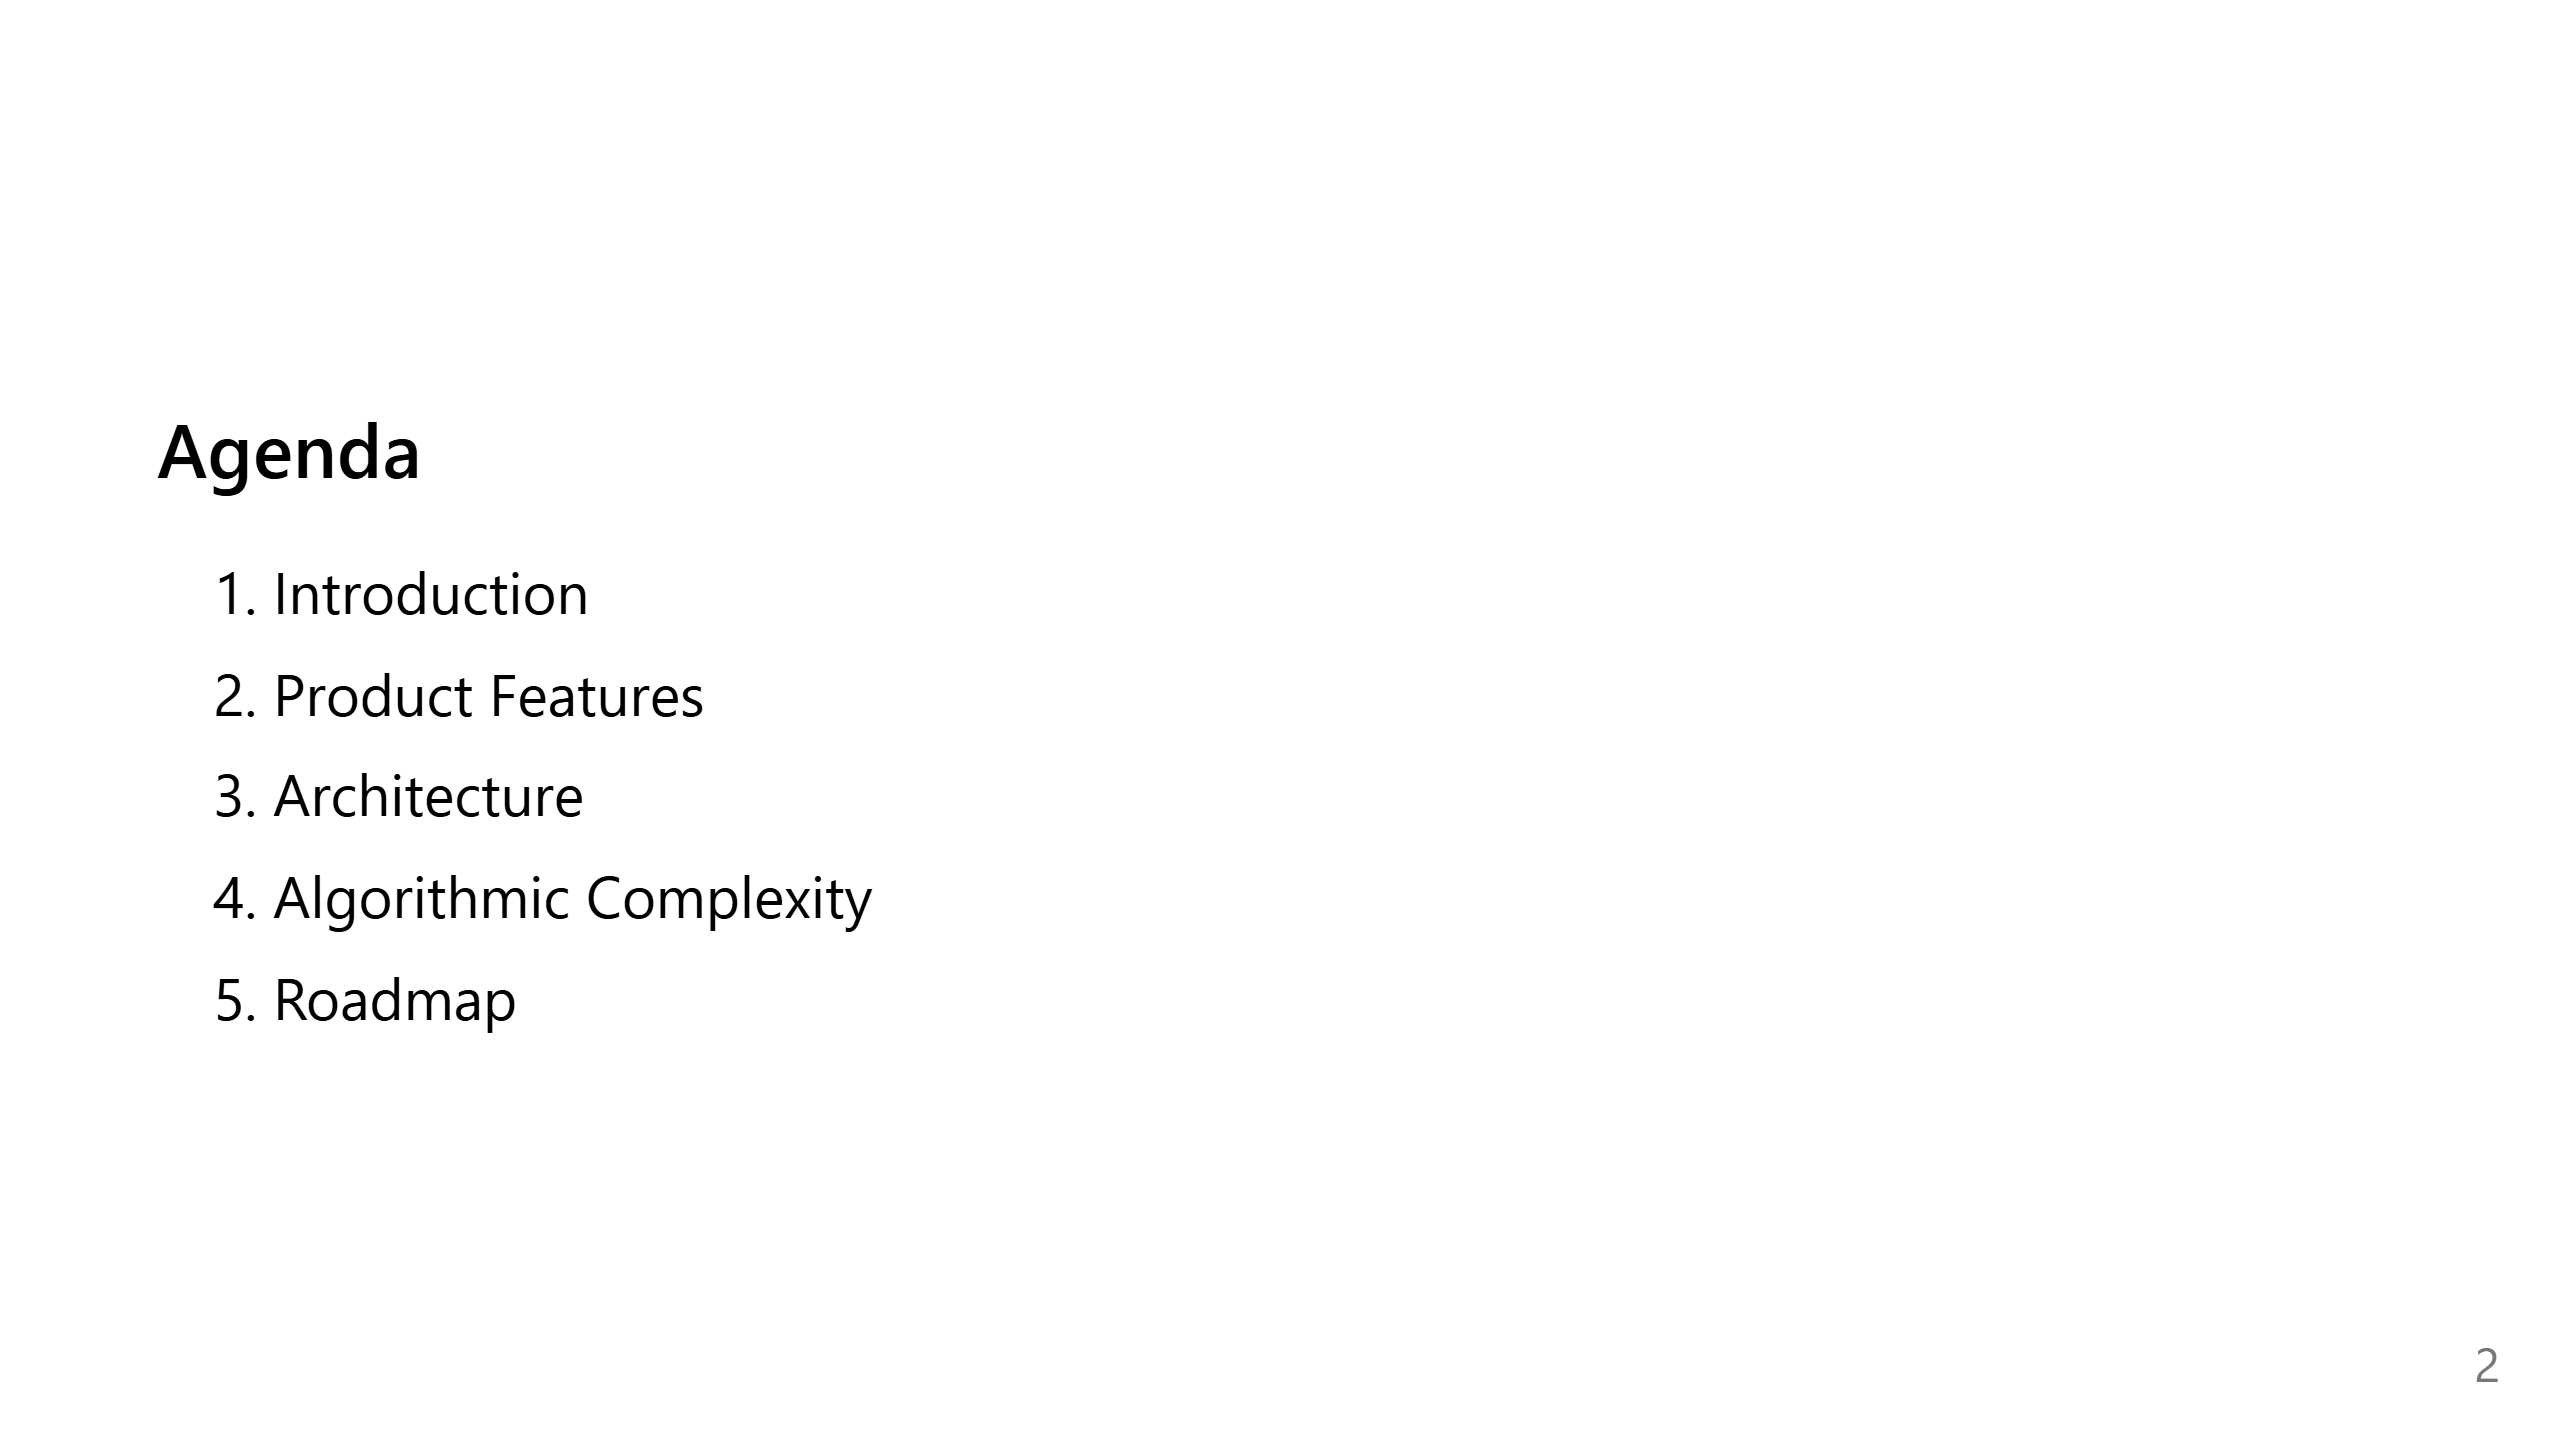 Agenda
1. Introduction
2. Product Features
3. Architecture
4. Algorithmic Complexity
5. Roadmap
2